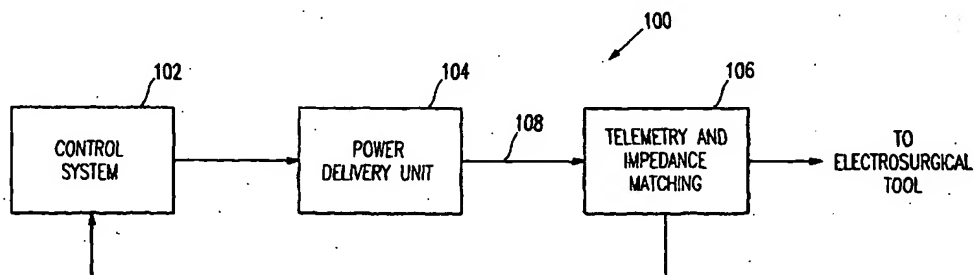 100
102
104
106
108
CONTROL
SYSTEM
POWER
DELIVERY UNIT
TELEMETRY AND
IMPEDANCE
MATCHING
TO
ELECTROSURGICAL
TOOL